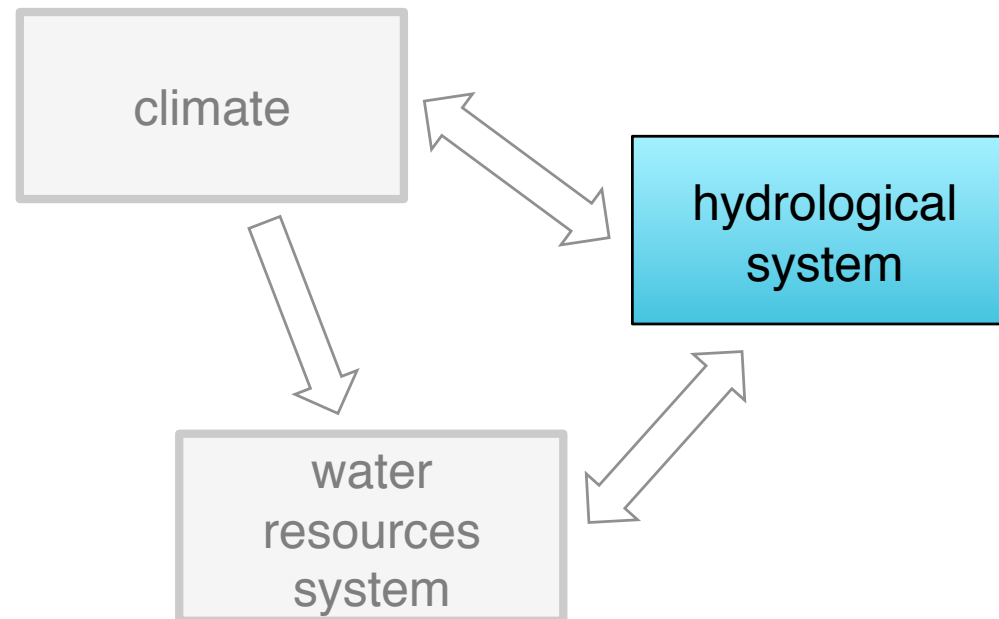 climate
hydrological
system
water
resources
system